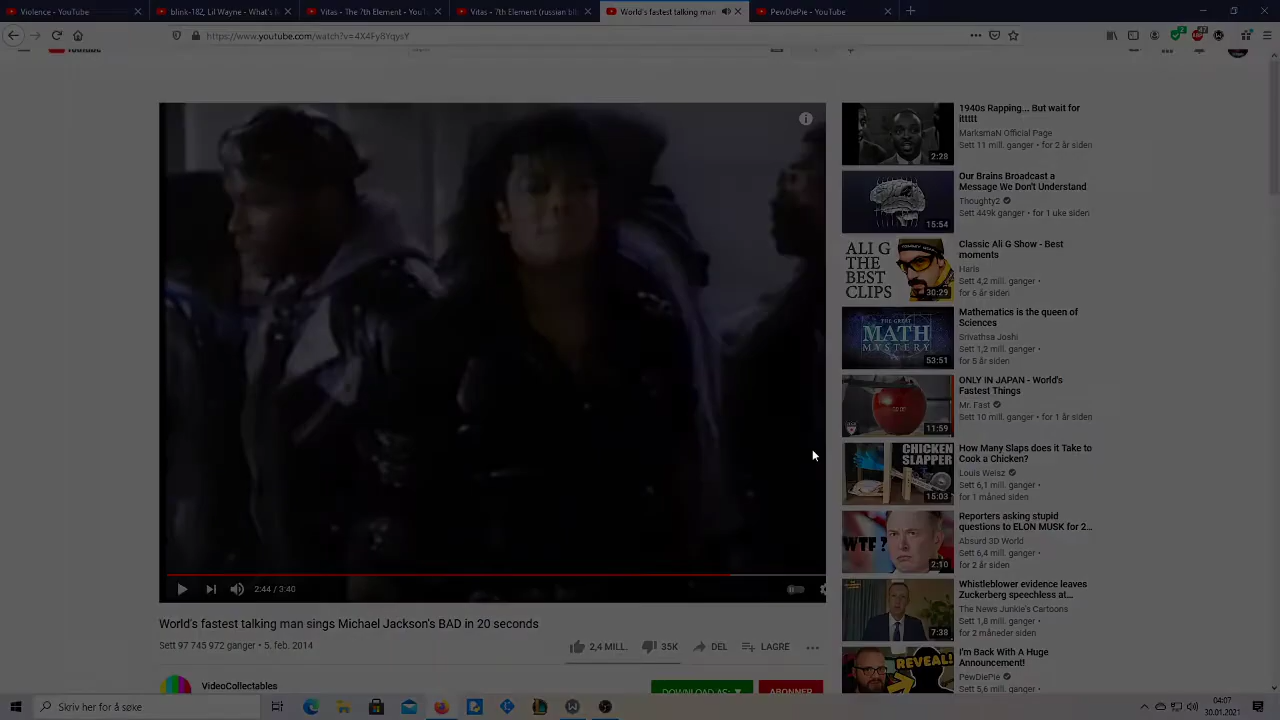 Violence - YouTube
blink-182, Lil Wayne - What's
Vitas - The 7th Element - YouT
Vitas - 7th Element (russian
World's fastest talking man
PewDiePie - YouTube
https://www.youtube.com/watch?v=4X4FyBYqysY
1940s Rapping... But wait for
ittttt
MarkamaN Official Page
Sett 11 mill. ganger • for 2 år siden
2:28
Our Brains Broadcast a
Message We Don't Understand
Thoughty2
Sett 449k ganger • for 1 uke siden
15:54
ALI G
THE
BEST
CLIPS
30:29
Classic Ali G Show - Best
moments
Haris
Sett 4,2 mill. ganger •
for 6 år siden
THE GREAT
MATH
MYSTERY
53:51
Mathematics is the queen of
Sciences
Srivathsa Joshi
Sett 1,2 mill. ganger •
for 5 år siden
11:59
ONLY IN JAPAN - World's
Fastest Things
Mr. Fast
Sett 10 mill. ganger • for 1 år siden
CHICKEN
SLAPPER
15:03
How Many Slaps does it Take to
Cook a Chicken?
Louis Weisz
Sett 6,1 mill. ganger •
for 1 måned siden
WTF ?
2:10
Reporters asking stupid
questions to ELON MUSK for 2...
Absurd 3D World
Sett 6,4 mill. ganger •
for 2 år siden
7:38
Whistleblower evidence leaves
Zuckerberg speechless at...
The News Junkie's Cartoons
Sett 1,8 mill. ganger •
for 2 måneder siden
REVEAL!
I'm Back With A Huge
Announcement!
PewDiePie
Sett 5,6 mill. ganger •
2:44 / 3:40
World's fastest talking man sings Michael Jackson's BAD in 20 seconds
Sett 97 745 972 ganger • 5. feb. 2014
2,4 MILL.
35K
DEL
LAGRE
VideoCollectables
DOWNLOAD AS: ▼
ABONNER
Skriv her for å søke
04:07
30.01.2021